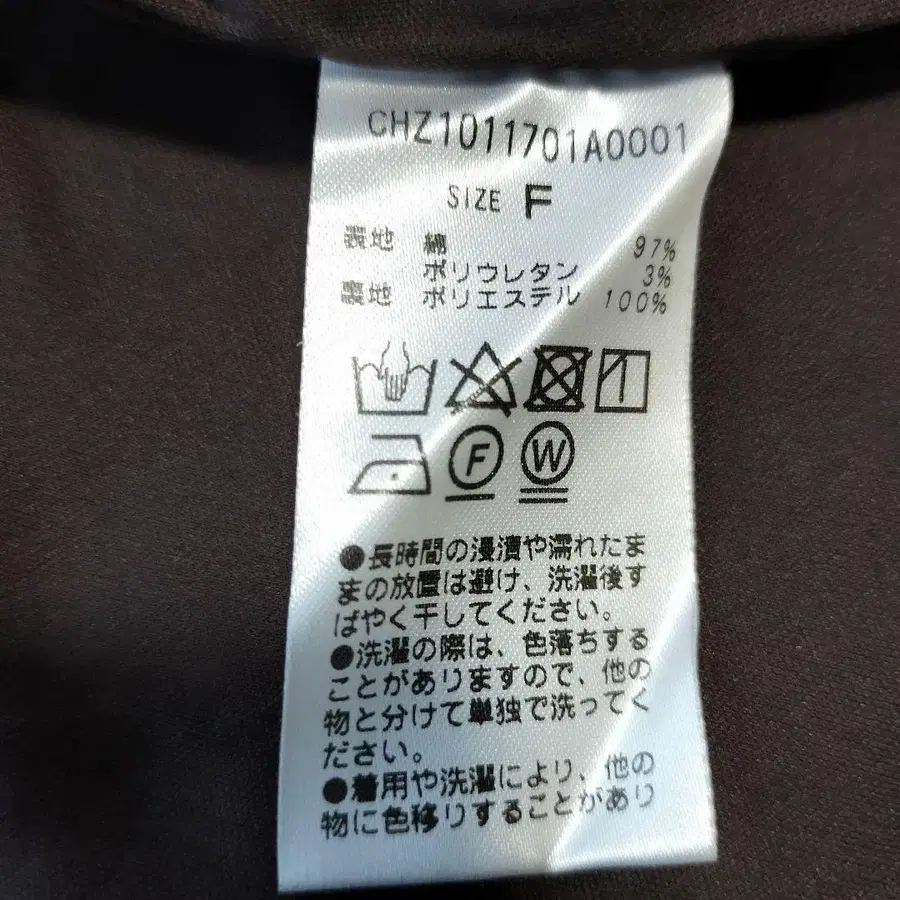 CHZ1011701A0001
SIZE F
表地 綿 97%
ポリウレタン 3%
裏地 ポリエステル 100%
F W
●長時間の浸漬や濡れたま
まの放置は避け、洗濯後す
ばやく干してください。
●洗濯の際は、色落ちする
ことがありますので、他の
物と分けて単独で洗ってく
ださい。
●着用や洗濯により、他の
物に色移りすることがあり